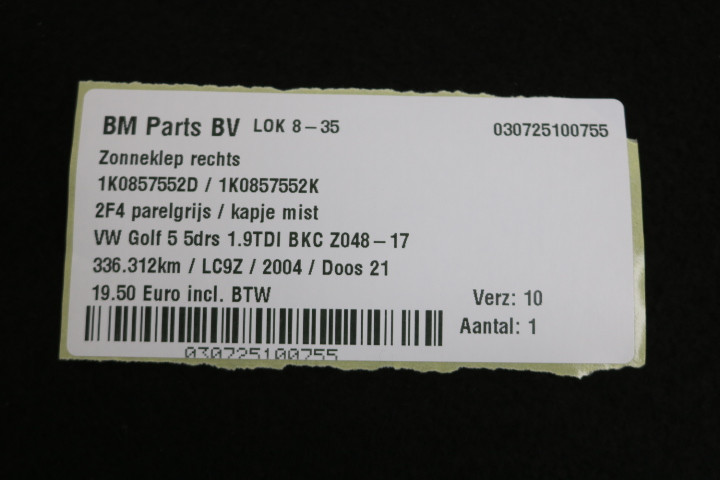 BM Parts BV LOK 8-35 030725100755
Zonneklep rechts
1K0857552D / 1K0857552K
2F4 parelgrijs / kapje mist
VW Golf 5 5drs 1.9TDI BKC Z048-17
336.312km / LC9Z / 2004 / Doos 21
19.50 Euro incl. BTW Verz: 10
Aantal: 1
030725100755